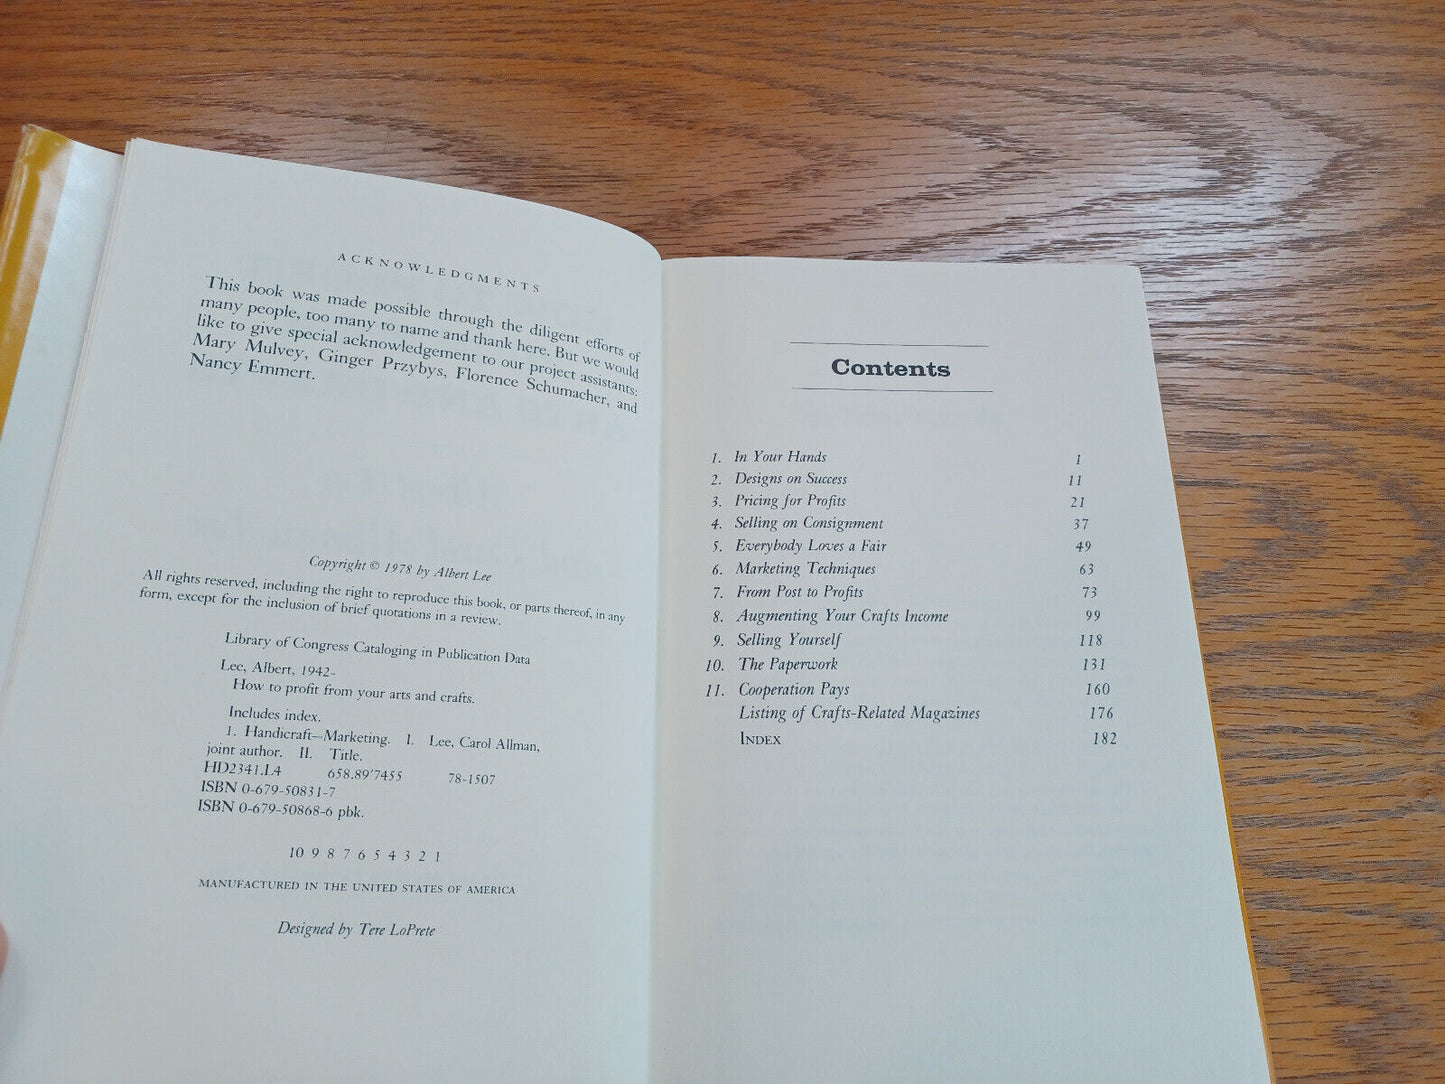 ACKNOWLEDGMENTS
This book was made possible through the diligent efforts of
many people, too many to name and thank here. But we would
like to give special acknowledgement to our project assistants:
Mary Mulvey, Ginger Przybys, Florence Schumacher, and
Nancy Emmert.
Copyright © 1978 by Albert Lee
All rights reserved, including the right to reproduce this book, or parts thereof, in any
form, except for the inclusion of brief quotations in a review.
Library of Congress Cataloging in Publication Data
Lee, Albert, 1942-
How to profit from your arts and crafts.
Includes index.
1. Handicraft—Marketing. I. Lee, Carol Allman,
joint author. II. Title.
HD2341.L4 658.89'7455 78-1507
ISBN 0-679-50831-7
ISBN 0-679-50868-6 pbk.
10 9 8 7 6 5 4 3 2 1
MANUFACTURED IN THE UNITED STATES OF AMERICA
Designed by Tere LoPrete
Contents
1. In Your Hands 1
2. Designs on Success 11
3. Pricing for Profits 21
4. Selling on Consignment 37
5. Everybody Loves a Fair 49
6. Marketing Techniques 63
7. From Post to Profits 73
8. Augmenting Your Crafts Income 99
9. Selling Yourself 118
10. The Paperwork 131
11. Cooperation Pays 160
Listing of Crafts-Related Magazines 176
INDEX 182